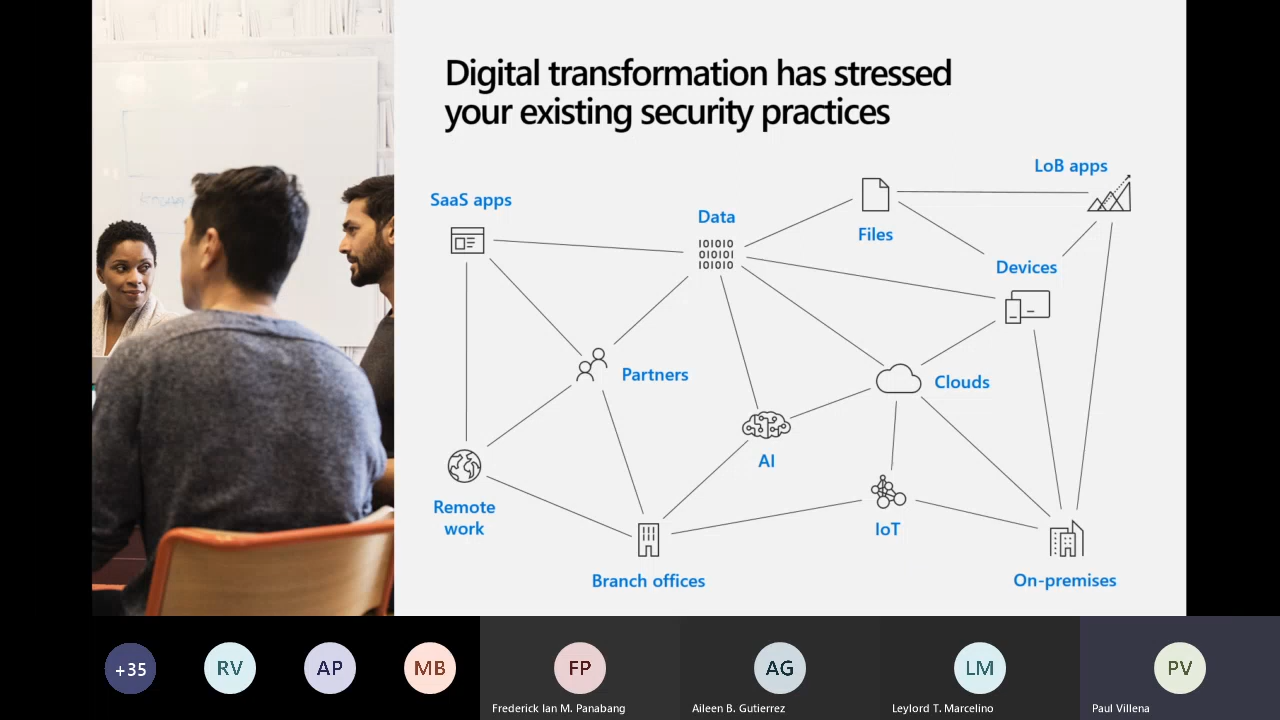 Digital transformation has stressed
your existing security practices
LoB apps
SaaS apps
Data
Files
Devices
Partners
Clouds
AI
Remote
work
IoT
Branch offices
On-premises
+35
RV
AP
MB
FP
AG
LM
PV
Frederick Ian M. Panabang
Aileen B. Gutierrez
Leylord T. Marcelino
Paul Villena